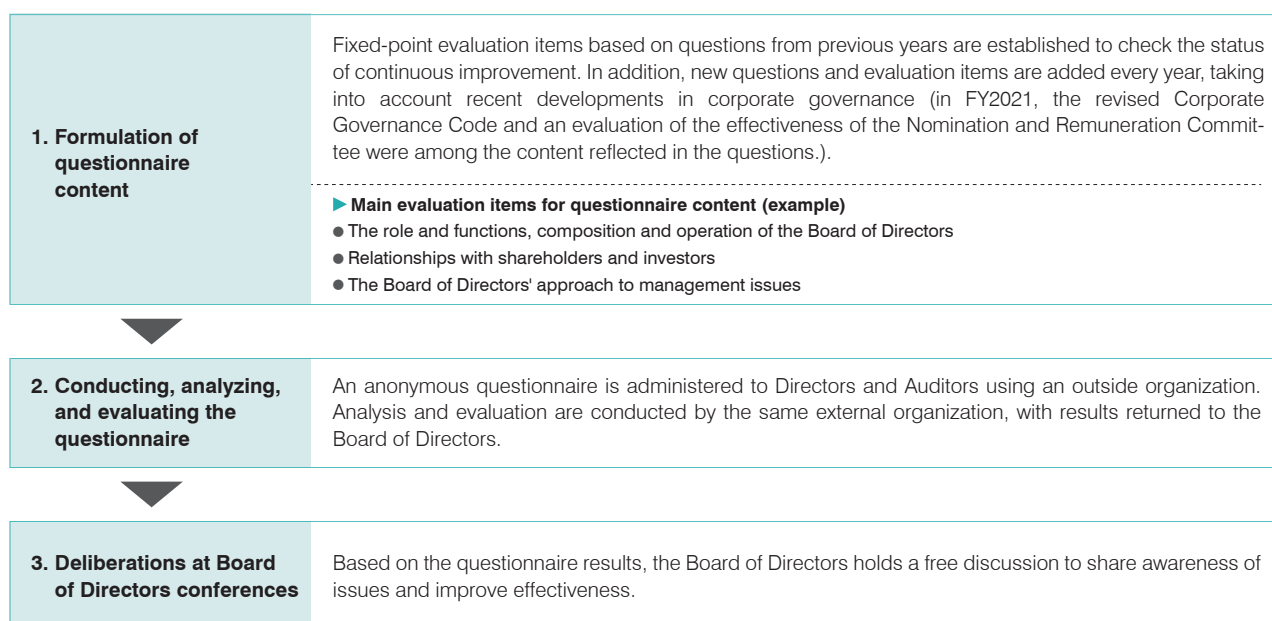 1. Formulation of
questionnaire
content
Fixed-point evaluation items based on questions from previous years are established to check the status
of continuous improvement. In addition, new questions and evaluation items are added every year, taking
into account recent developments in corporate governance (in FY2021, the revised Corporate
Governance Code and an evaluation of the effectiveness of the Nomination and Remuneration Commit-
tee were among the content reflected in the questions.).
▶ Main evaluation items for questionnaire content (example)
● The role and functions, composition and operation of the Board of Directors
● Relationships with shareholders and investors
● The Board of Directors' approach to management issues
2. Conducting, analyzing,
and evaluating the
questionnaire
An anonymous questionnaire is administered to Directors and Auditors using an outside organization.
Analysis and evaluation are conducted by the same external organization, with results returned to the
Board of Directors.
3. Deliberations at Board
of Directors conferences
Based on the questionnaire results, the Board of Directors holds a free discussion to share awareness of
issues and improve effectiveness.